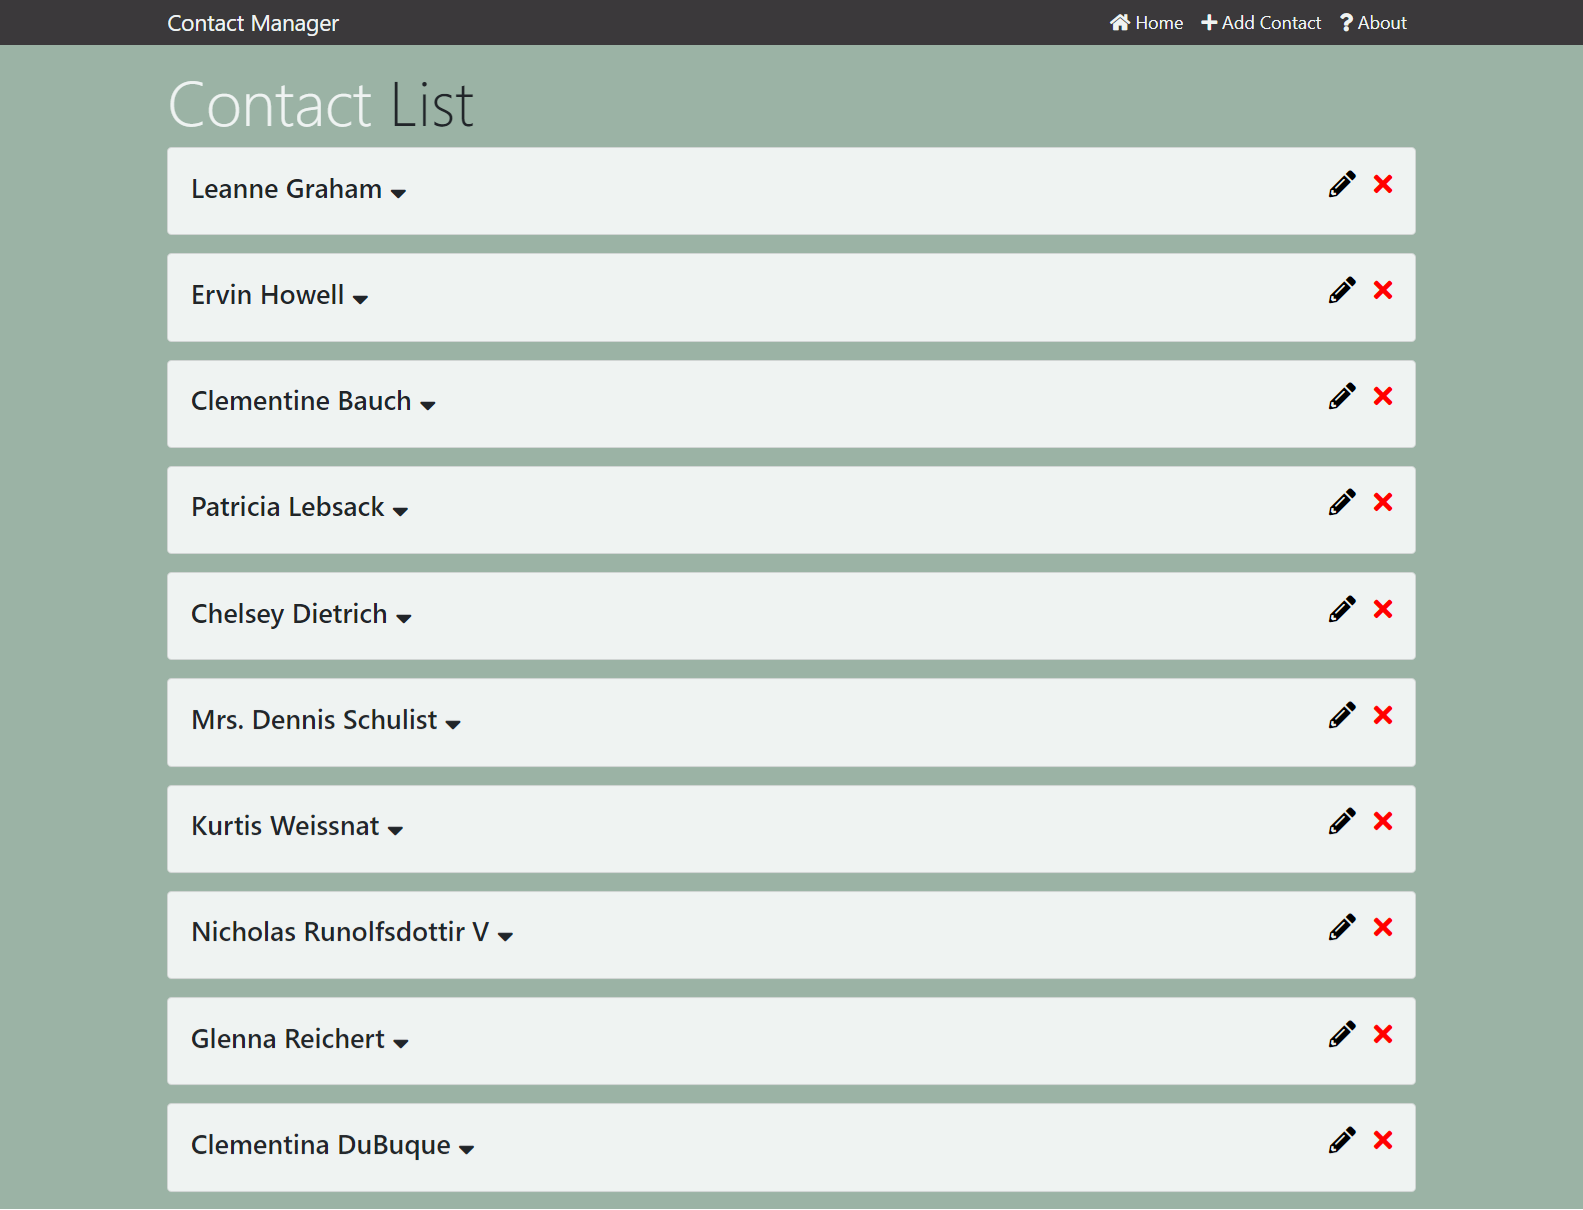 Contact Manager Home Add Contact About
Contact List
Leanne Graham
Ervin Howell
Clementine Bauch
Patricia Lebsack
Chelsey Dietrich
Mrs. Dennis Schulist
Kurtis Weissnat
Nicholas Runolfsdottir V
Glenna Reichert
Clementina DuBuque